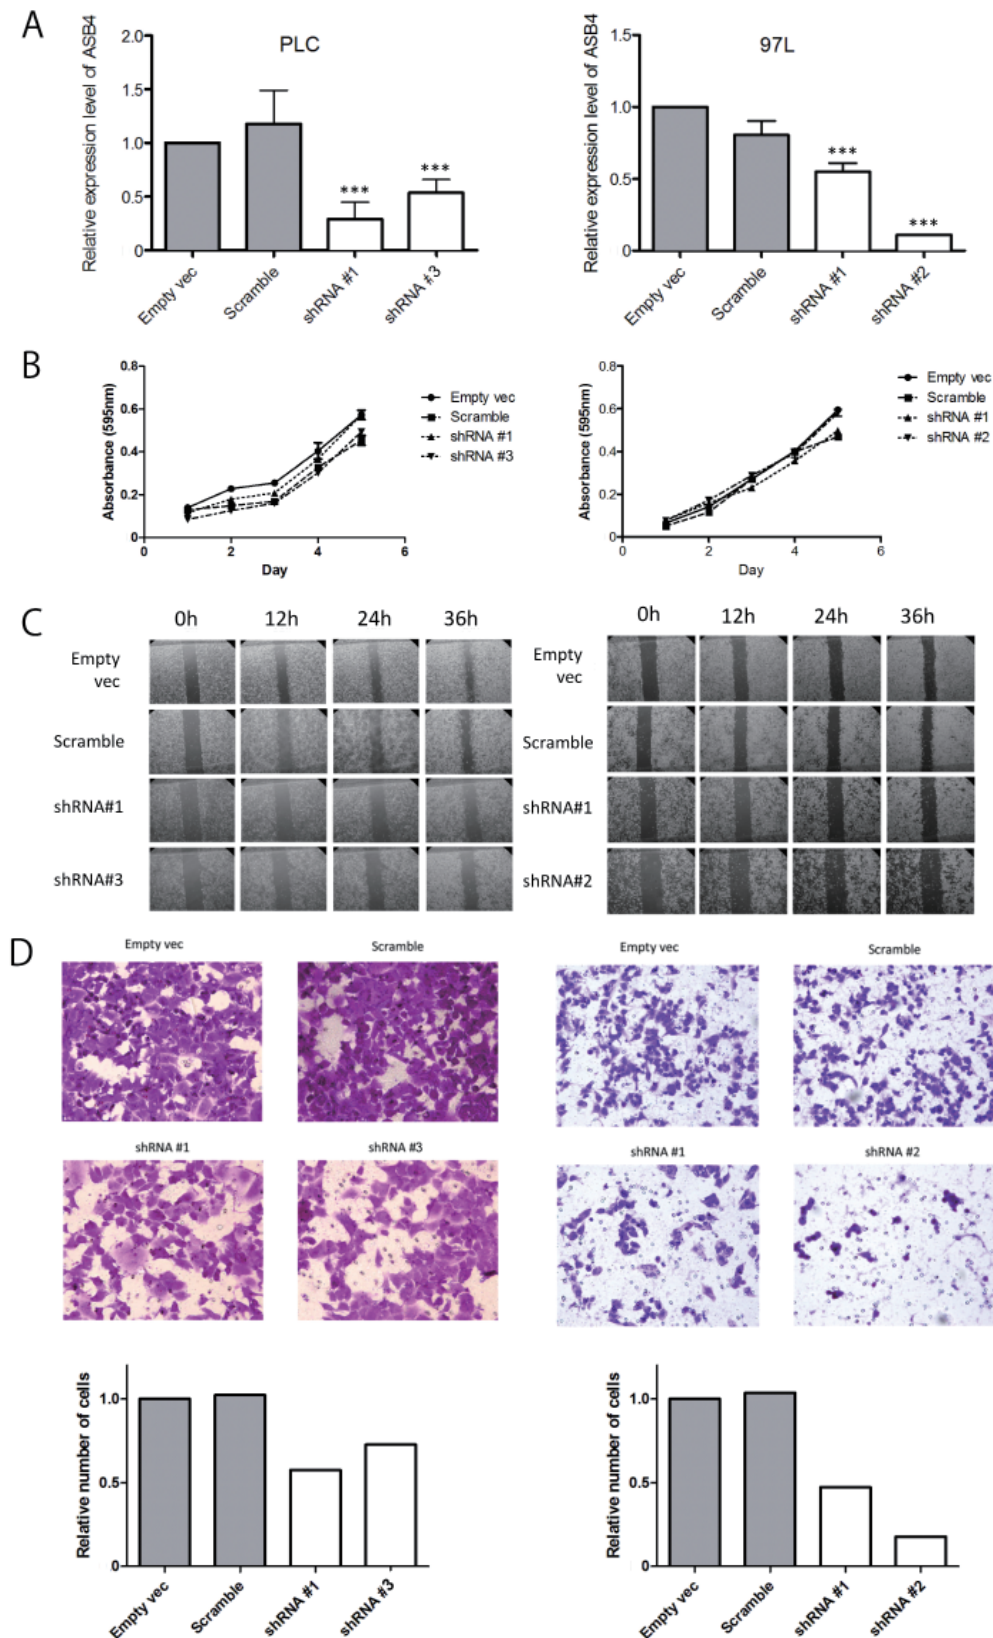 A
PLC
Relative expression level of ASB4
2.0
1.5
1.0
0.5
0
***
***
Empty vec
Scramble
shRNA #1
shRNA #3
97L
Relative expression level of ASB4
1.5
1.0
0.5
0
***
***
Empty vec
Scramble
shRNA #1
shRNA #2
B
Absorbance (595nm)
0.8
0.6
0.4
0.2
0
0
2
4
6
Day
Empty vec
Scramble
shRNA #1
shRNA #3
Absorbance (595nm)
0.8
0.6
0.4
0.2
0
0
2
4
6
Day
Empty vec
Scramble
shRNA #1
shRNA #2
C
0h 12h 24h 36h
Empty
vec
Scramble
shRNA#1
shRNA#3
0h 12h 24h 36h
Empty
vec
Scramble
shRNA#1
shRNA#2
D
Empty vec
Scramble
shRNA #1
shRNA #3
Empty vec
Scramble
shRNA #1
shRNA #2
Relative number of cells
1.0
0.5
0
Empty vec
Scramble
shRNA #1
shRNA #3
Relative number of cells
1.0
0.5
0
Empty vec
Scramble
shRNA #1
shRNA #2